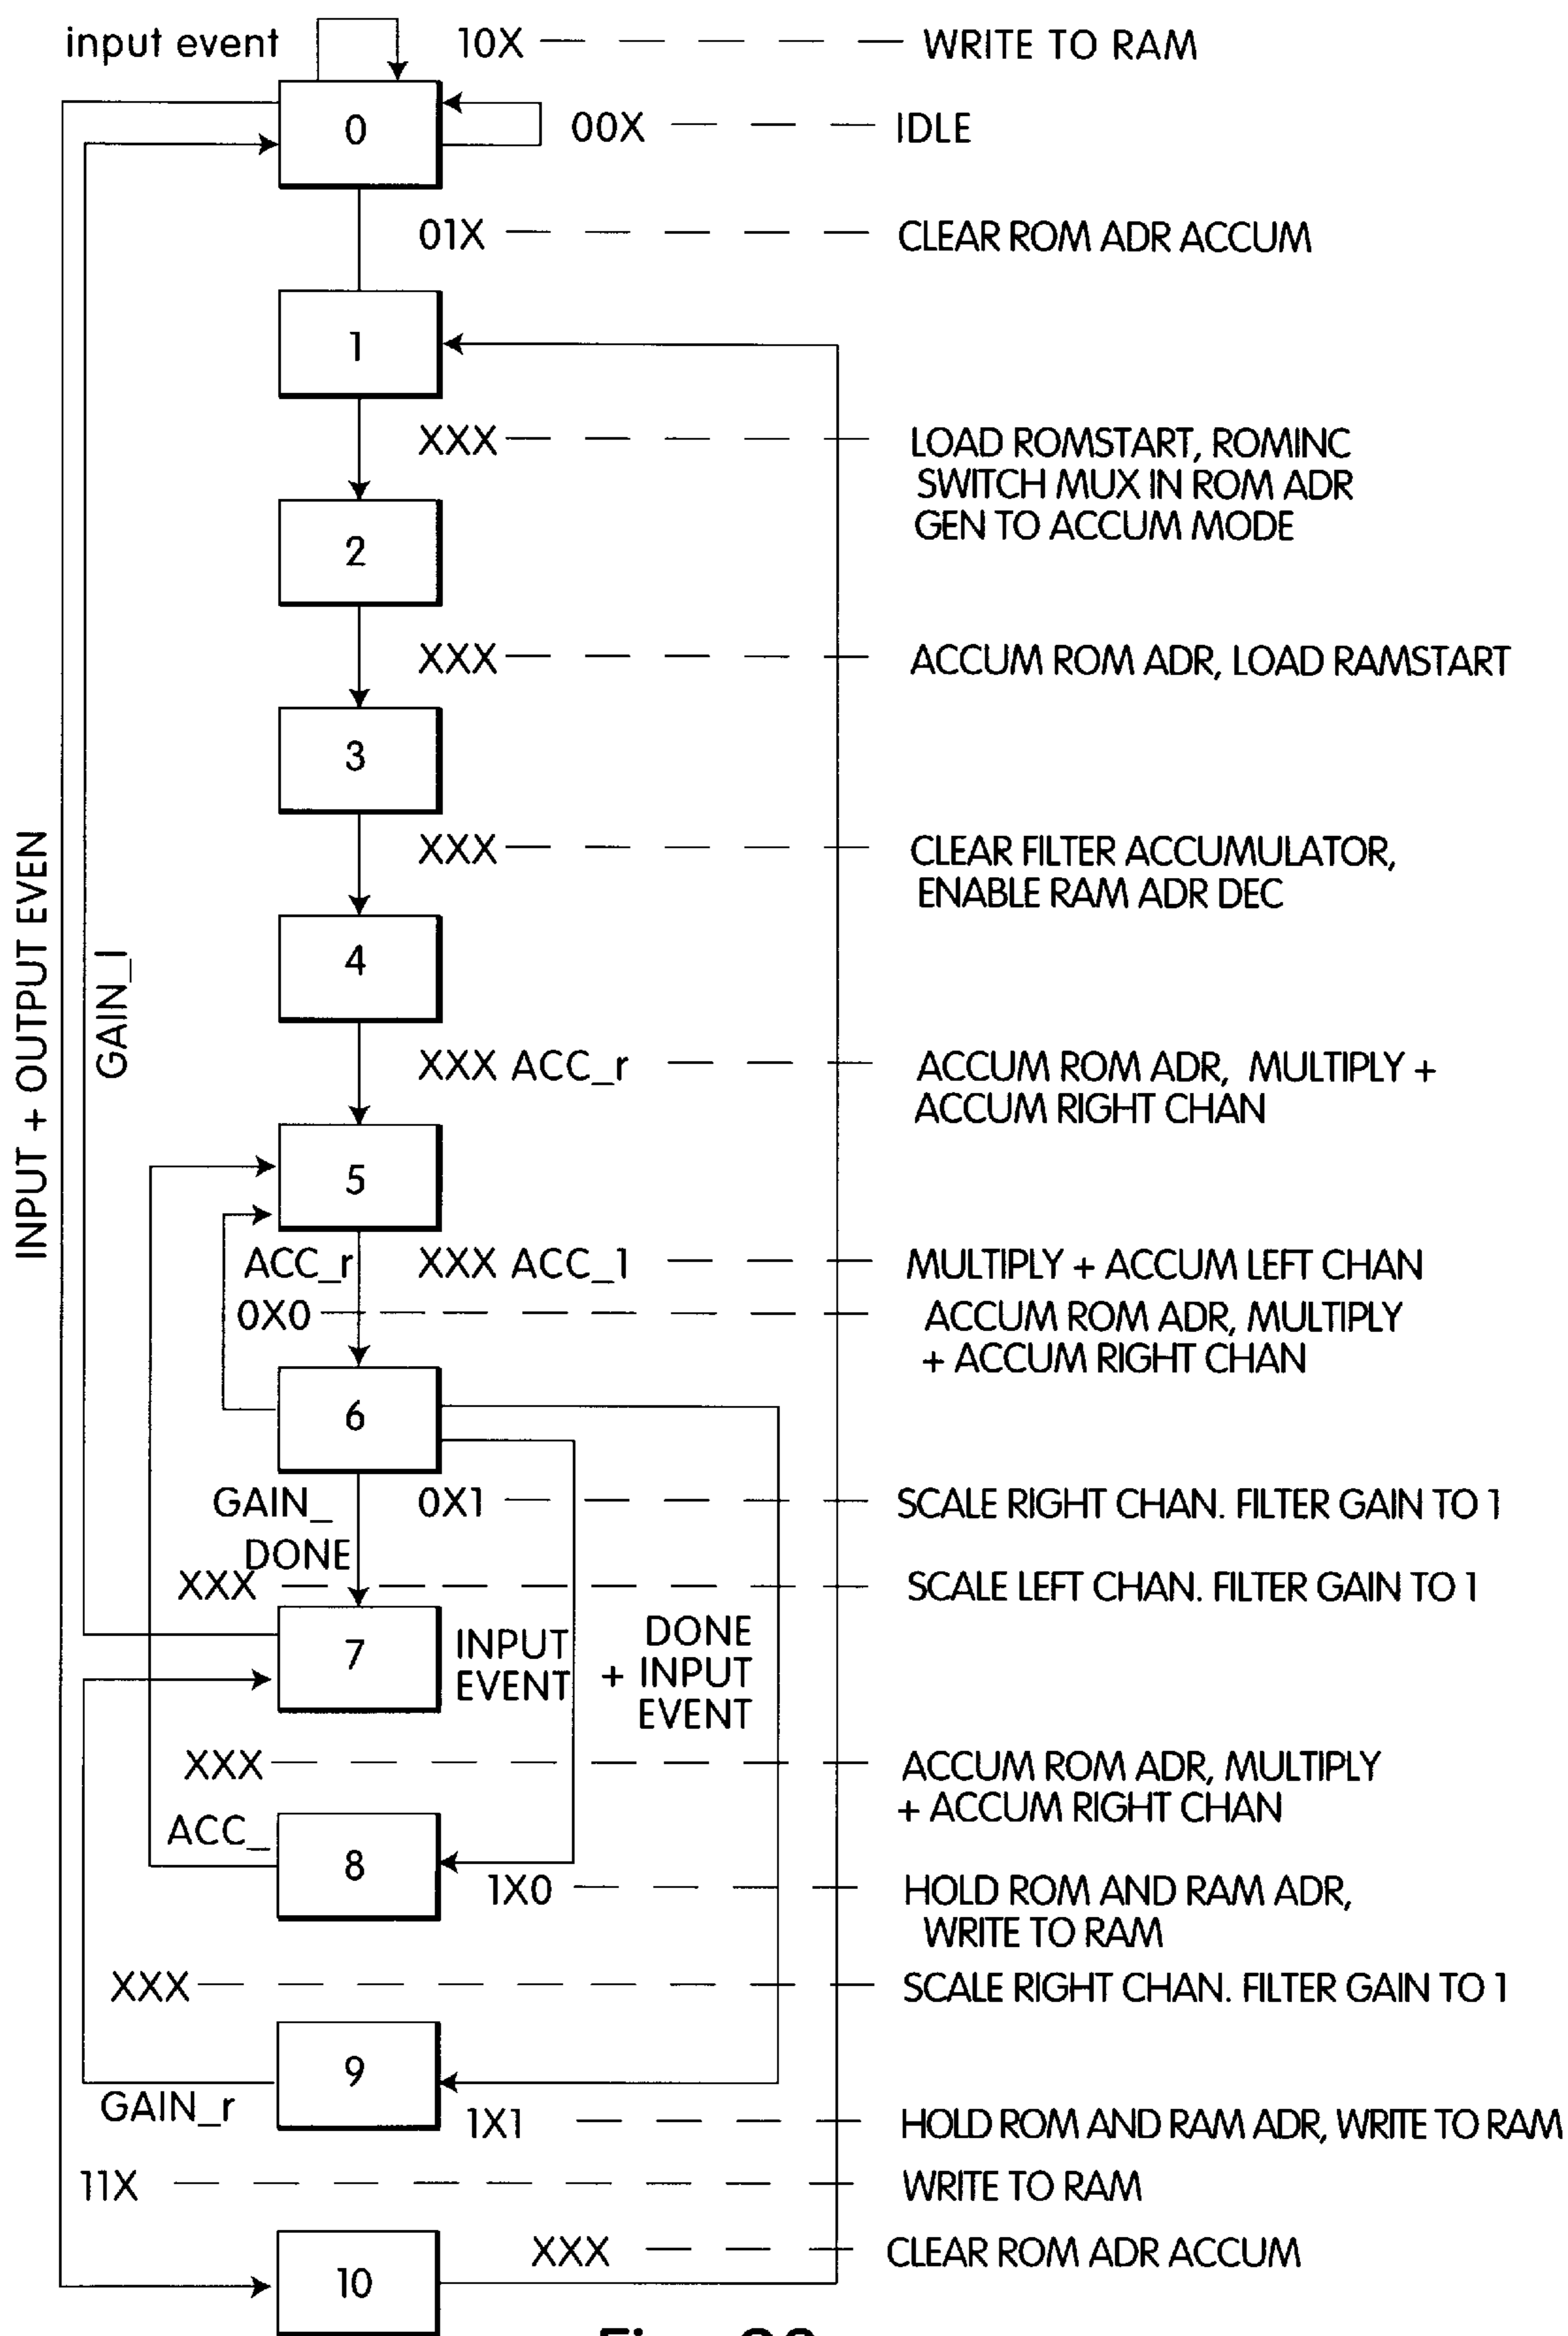 input event 10X WRITE TO RAM
0 00X IDLE
01X CLEAR ROM ADR ACCUM
1
XXX LOAD ROMSTART, ROMINC
SWITCH MUX IN ROM ADR
GEN TO ACCUM MODE
2
XXX ACCUM ROM ADR, LOAD RAMSTART
3
XXX CLEAR FILTER ACCUMULATOR,
ENABLE RAM ADR DEC
INPUT + OUTPUT EVEN
GAIN_l
4
XXX ACC_r ACCUM ROM ADR, MULTIPLY +
ACCUM RIGHT CHAN
5
ACC_r XXX ACC_1 MULTIPLY + ACCUM LEFT CHAN
0X0 ACCUM ROM ADR, MULTIPLY
+ ACCUM RIGHT CHAN
6
GAIN_ 0X1 SCALE RIGHT CHAN. FILTER GAIN TO 1
DONE
XXX SCALE LEFT CHAN. FILTER GAIN TO 1
7
INPUT
EVENT
DONE
+ INPUT
EVENT
XXX ACCUM ROM ADR, MULTIPLY
+ ACCUM RIGHT CHAN
ACC_
8
1X0 HOLD ROM AND RAM ADR,
WRITE TO RAM
XXX SCALE RIGHT CHAN. FILTER GAIN TO 1
9
GAIN_r
1X1 HOLD ROM AND RAM ADR, WRITE TO RAM
11X WRITE TO RAM
XXX CLEAR ROM ADR ACCUM
10